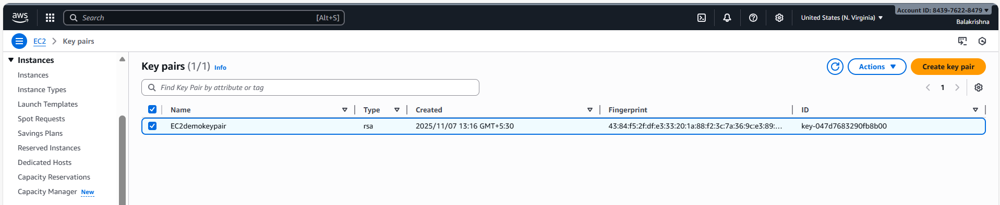 aws
Search [Alt+S]
United States (N. Virginia)
Account ID: 8439-7622-8479
Balakrishna
EC2 > Key pairs
Instances
Instances
Instance Types
Launch Templates
Spot Requests
Savings Plans
Reserved Instances
Dedicated Hosts
Capacity Reservations
Capacity Manager New
Key pairs (1/1) Info
Actions
Create key pair
Find Key Pair by attribute or tag
1
Name Type Created Fingerprint ID
EC2demokeypair rsa 2025/11/07 13:16 GMT+5:30 43:84:f5:2f:df:e3:33:20:1a:88:f2:3c:7a:36:9c:e3:89:... key-047d7683290fb8b00